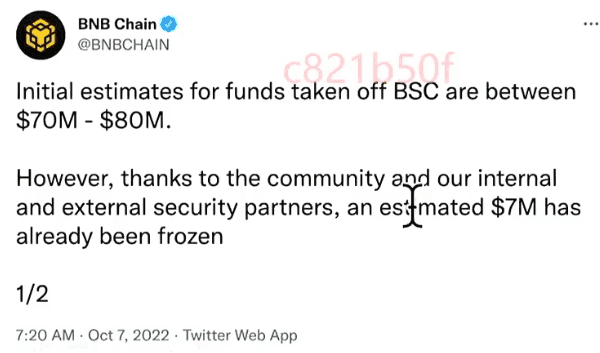 BNB Chain
@BNBCHAIN
c821b50f
Initial estimates for funds taken off BSC are between
$70M - $80M.
However, thanks to the community and our internal
and external security partners, an estimated $7M has
already been frozen
1/2
7:20 AM · Oct 7, 2022 · Twitter Web App